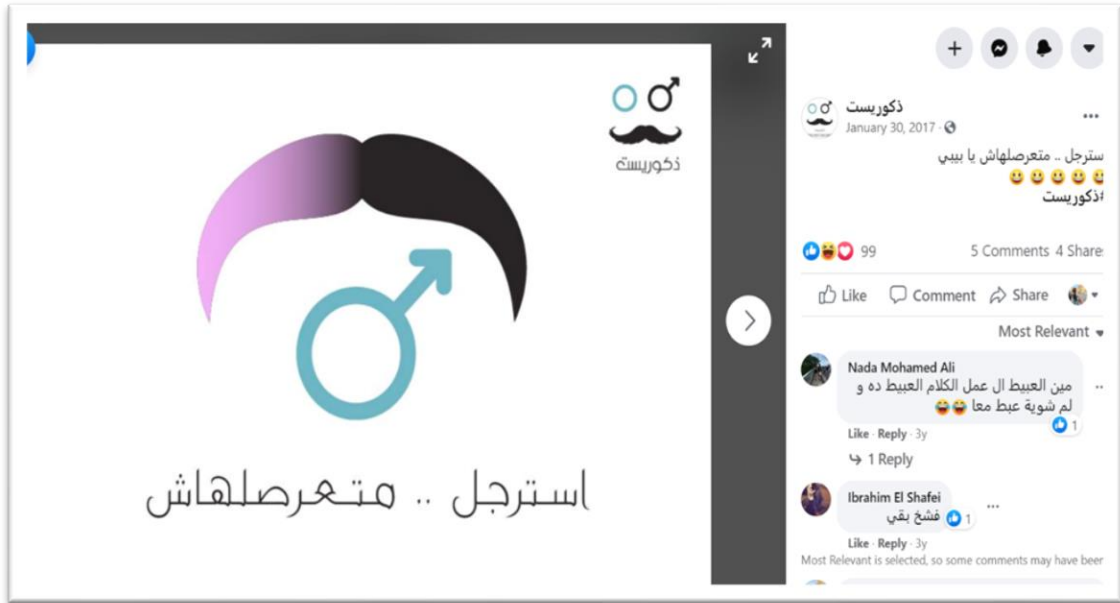 ذكوريست
استرجل .. متعرصلهاش
ذكوريست
January 30, 2017
سترجل .. متعرصلهاش يا بيبي
#ذكوريست
99
5 Comments 4 Share
Like Comment Share
Most Relevant
Nada Mohamed Ali
مين العبيط ال عمل الكلام العبيط ده و
لم شوية عبط معا
1
Like · Reply · 3y
1 Reply
Ibrahim El Shafei
فشخ بقي
1
Like · Reply · 3y
Most Relevant is selected, so some comments may have beer